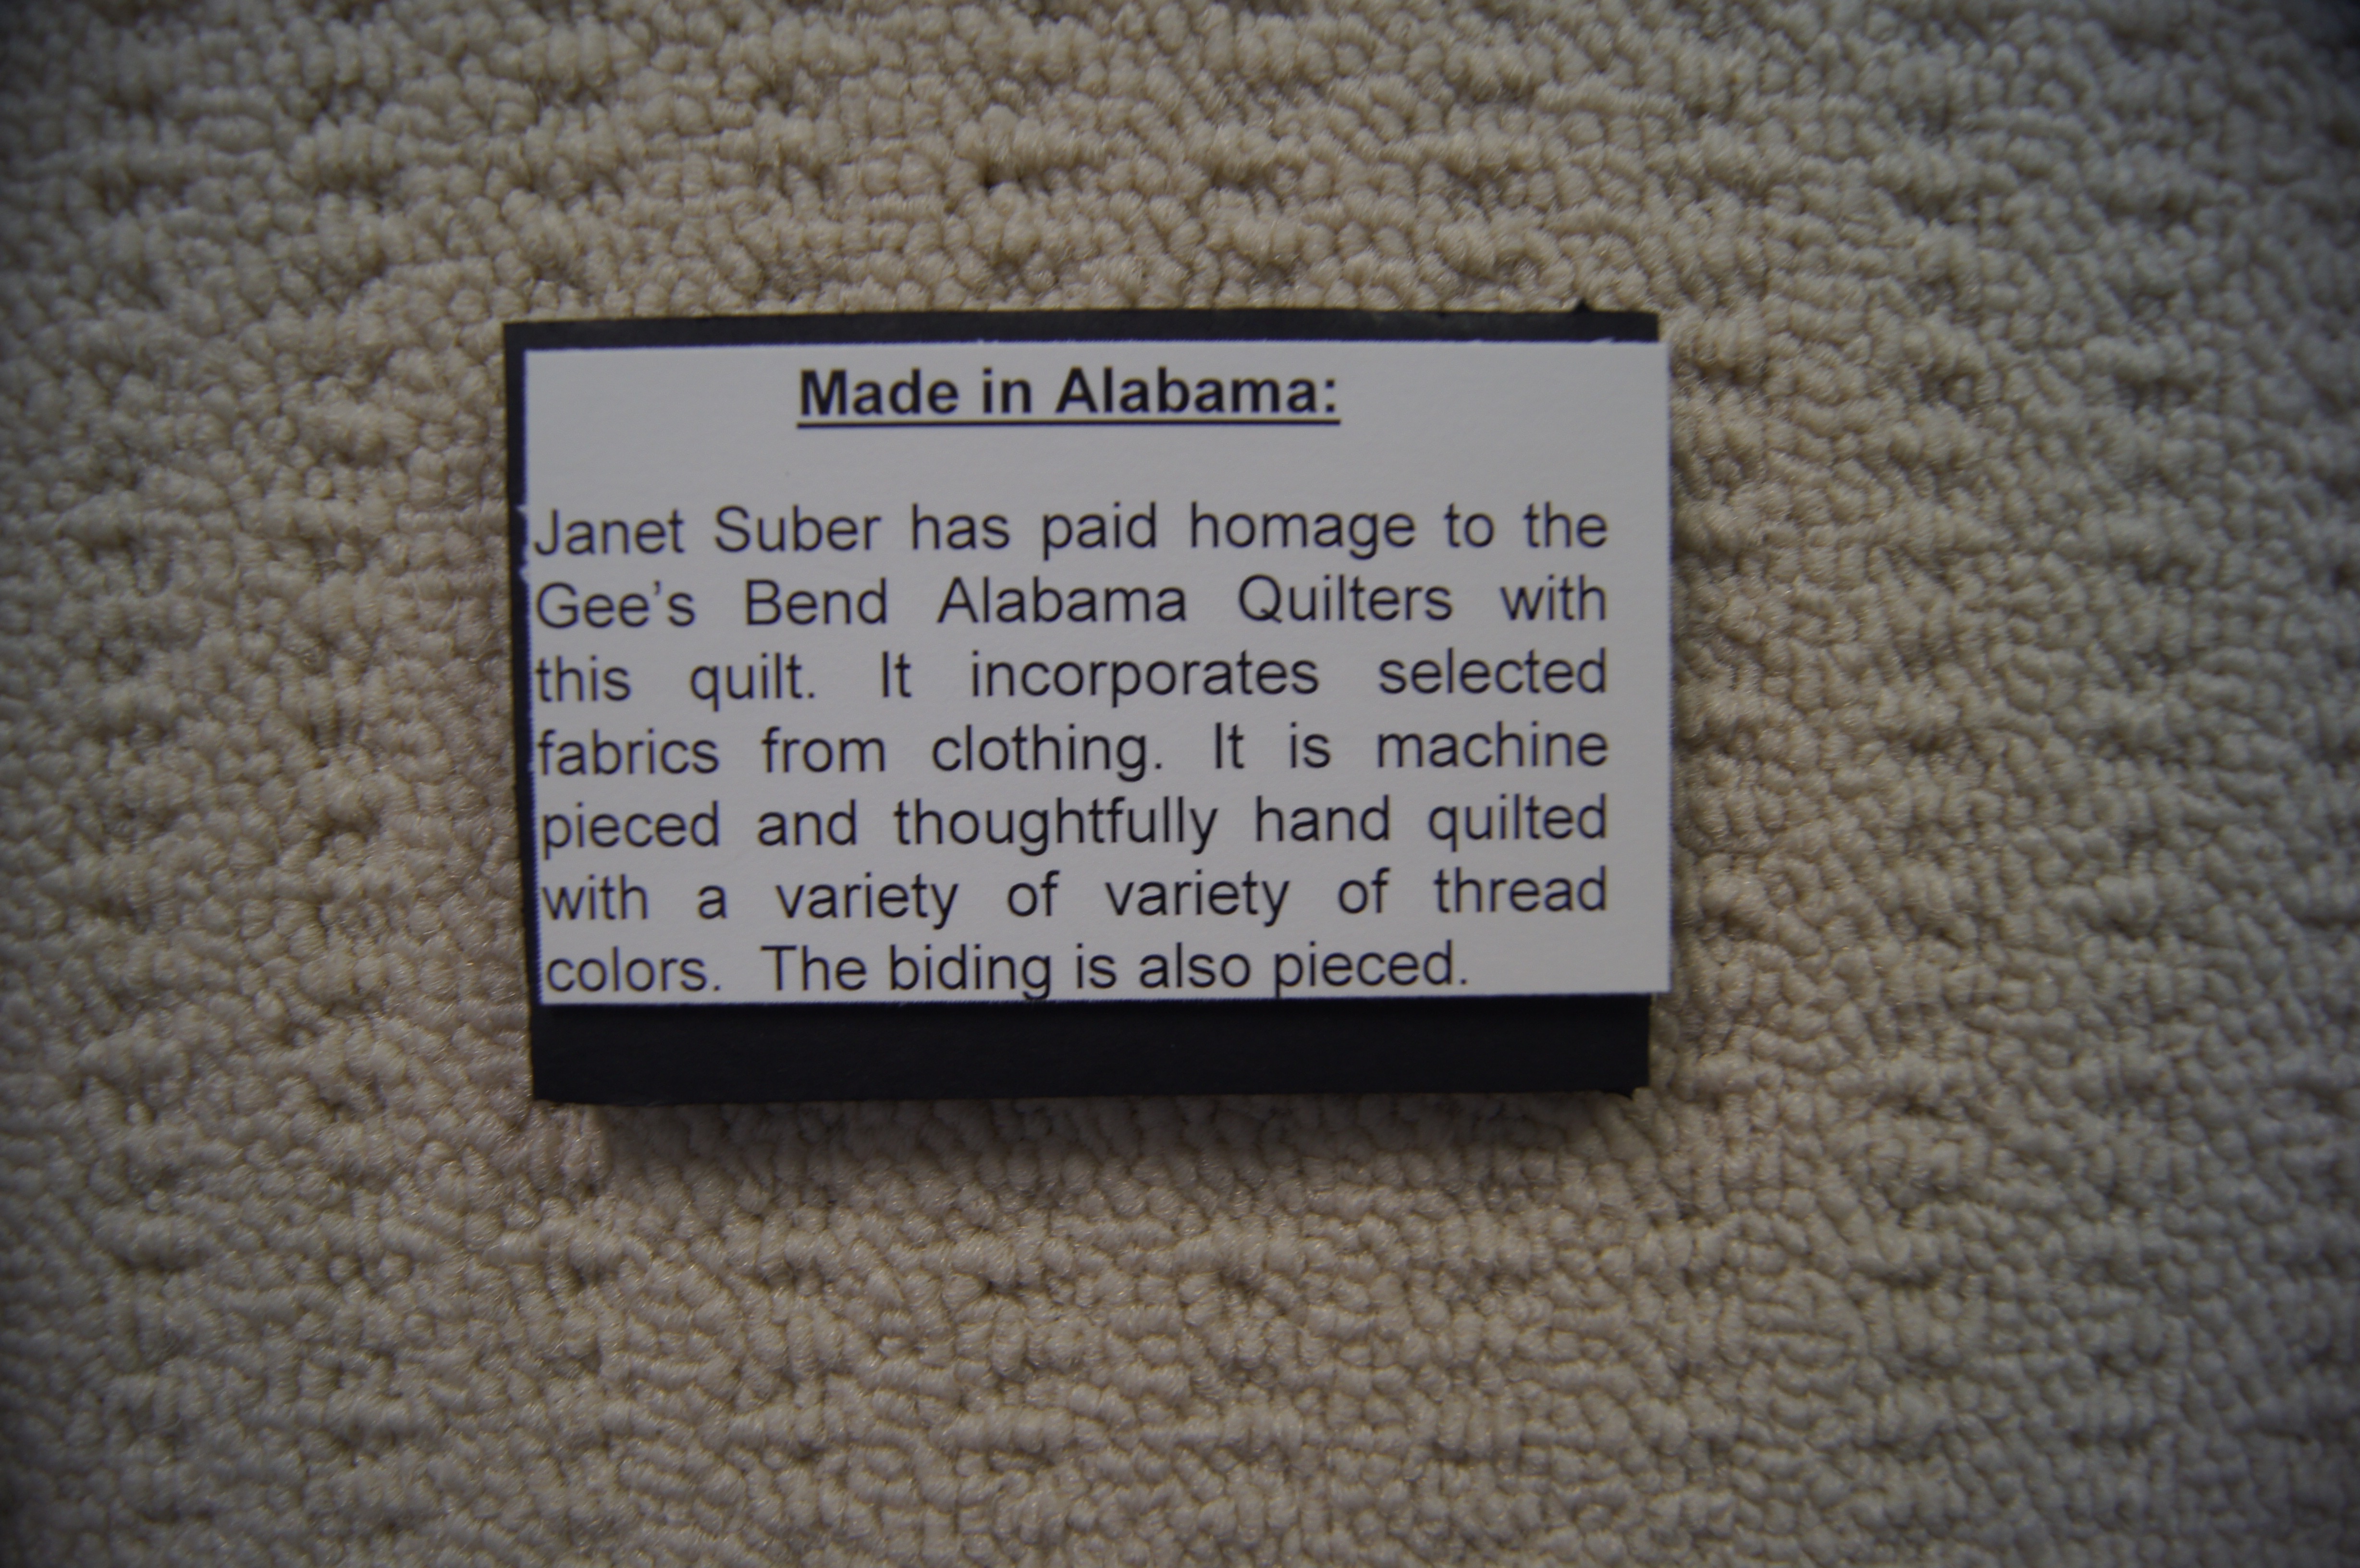 Made in Alabama:
Janet Suber has paid homage to the
Gee’s Bend Alabama Quilters with
this quilt. It incorporates selected
fabrics from clothing. It is machine
pieced and thoughtfully hand quilted
with a variety of variety of thread
colors. The biding is also pieced.